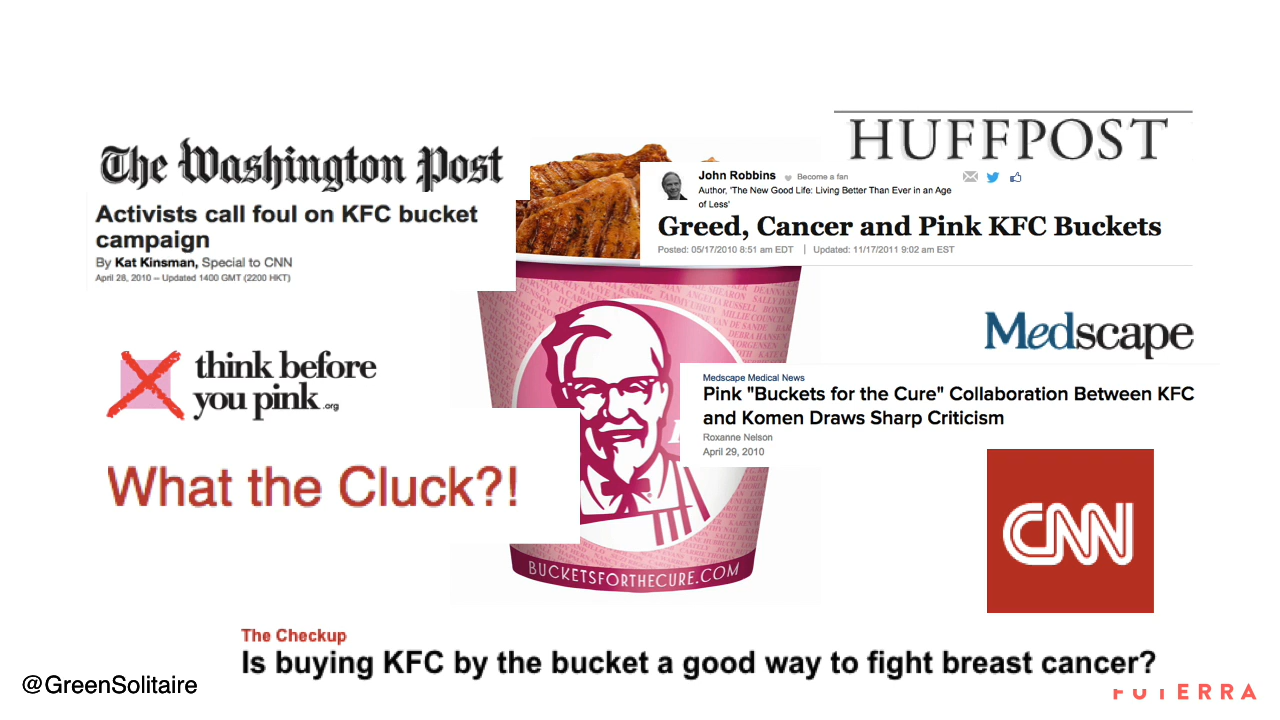 HUFFPOST
The Washington Post
Activists call foul on KFC bucket
campaign
By Kat Kinsman, Special to CNN
April 28, 2010 -- Updated 1400 GMT (2200 HKT)
John Robbins Become a fan
Author, 'The New Good Life: Living Better Than Ever in an Age
of Less'
Greed, Cancer and Pink KFC Buckets
Posted: 05/17/2010 8:51 am EDT | Updated: 11/17/2011 9:02 am EST
think before
you pink .org
What the Cluck?!
Medscape
Medscape Medical News
Pink "Buckets for the Cure" Collaboration Between KFC
and Komen Draws Sharp Criticism
Roxanne Nelson
April 29, 2010
CNN
BUCKETSFORTHECURE.COM
The Checkup
Is buying KFC by the bucket a good way to fight breast cancer?
@GreenSolitaire
FUTERRA